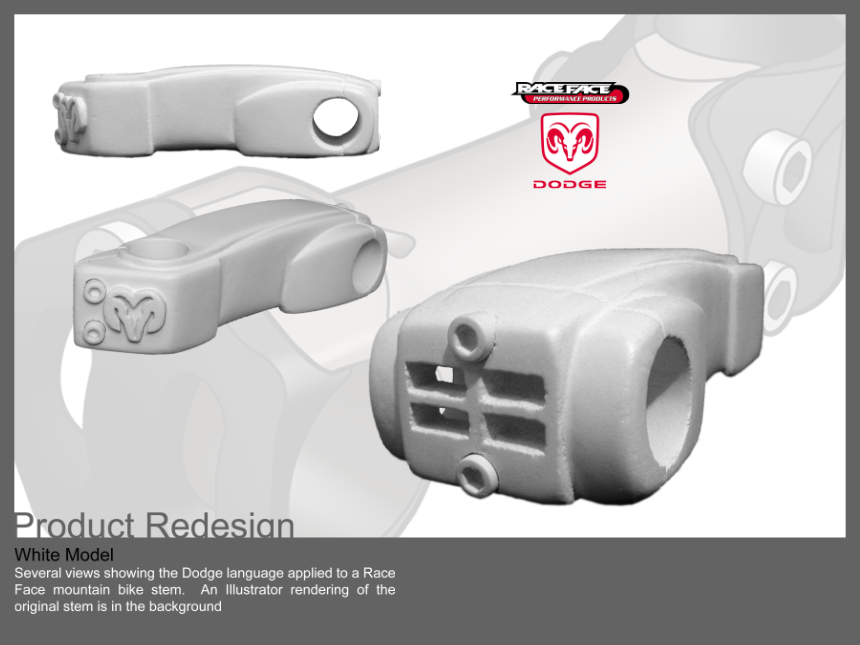 RACE FACE
PERFORMANCE PRODUCTS
DODGE
Product Redesign
White Model
Several views showing the Dodge language applied to a Race
Face mountain bike stem. An Illustrator rendering of the
original stem is in the background